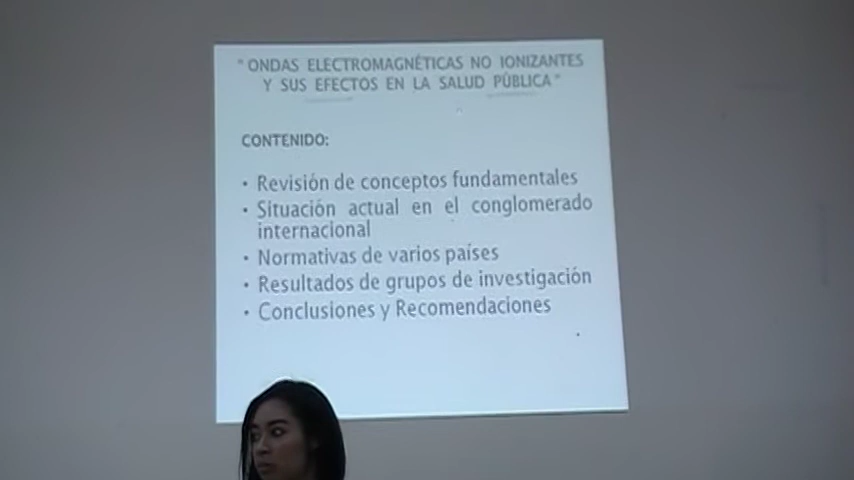 "ONDAS ELECTROMAGNÉTICAS NO IONIZANTES
Y SUS EFECTOS EN LA SALUD PÚBLICA"
CONTENIDO:
• Revisión de conceptos fundamentales
• Situación actual en el conglomerado
internacional
• Normativas de varios países
• Resultados de grupos de investigación
• Conclusiones y Recomendaciones